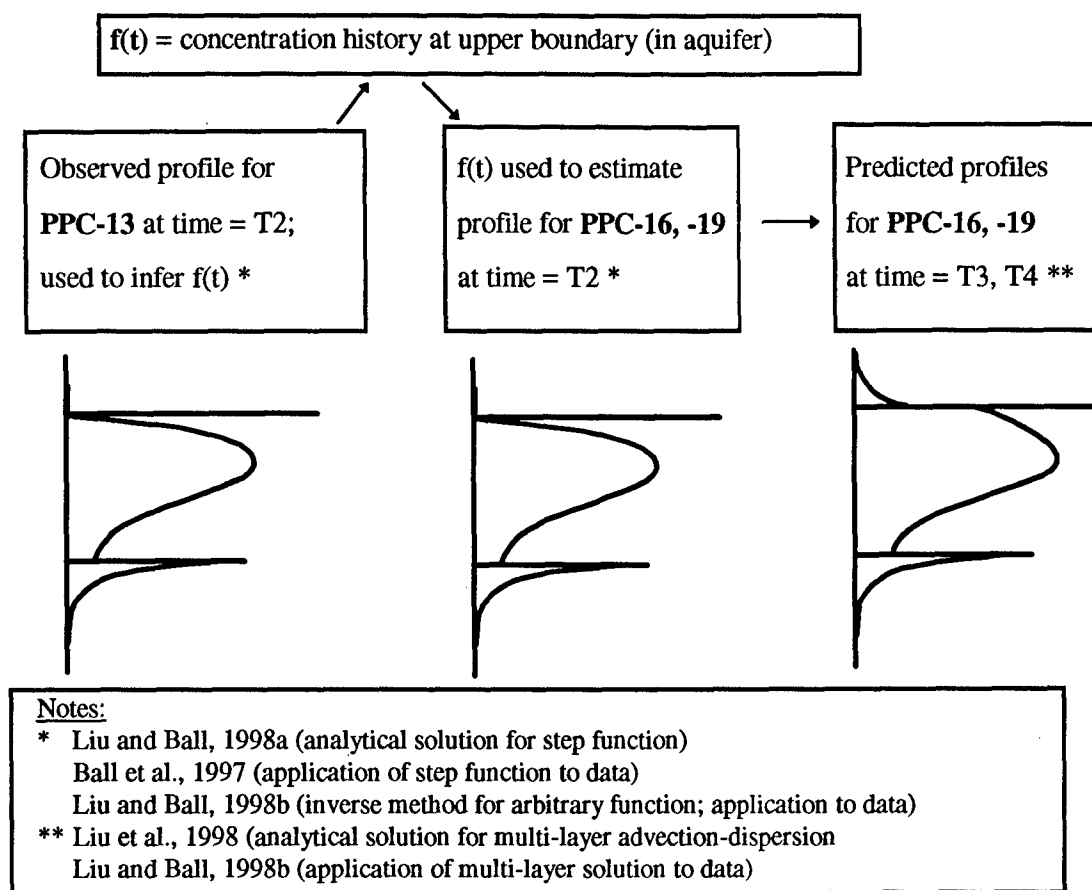 f(t) = concentration history at upper boundary (in aquifer)
Observed profile for
PPC-13 at time = T2;
used to infer f(t) *
f(t) used to estimate
profile for PPC-16, -19
at time = T2 *
Predicted profiles
for PPC-16, -19
at time = T3, T4 **
Notes:
* Liu and Ball, 1998a (analytical solution for step function)
Ball et al., 1997 (application of step function to data)
Liu and Ball, 1998b (inverse method for arbitrary function; application to data)
** Liu et al., 1998 (analytical solution for multi-layer advection-dispersion
Liu and Ball, 1998b (application of multi-layer solution to data)